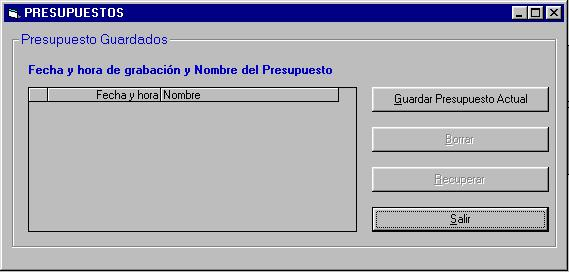 PRESUPUESTOS
Presupuesto Guardados
Fecha y hora de grabación y Nombre del Presupuesto
Fecha y hora Nombre
Guardar Presupuesto Actual
Borrar
Recuperar
Salir